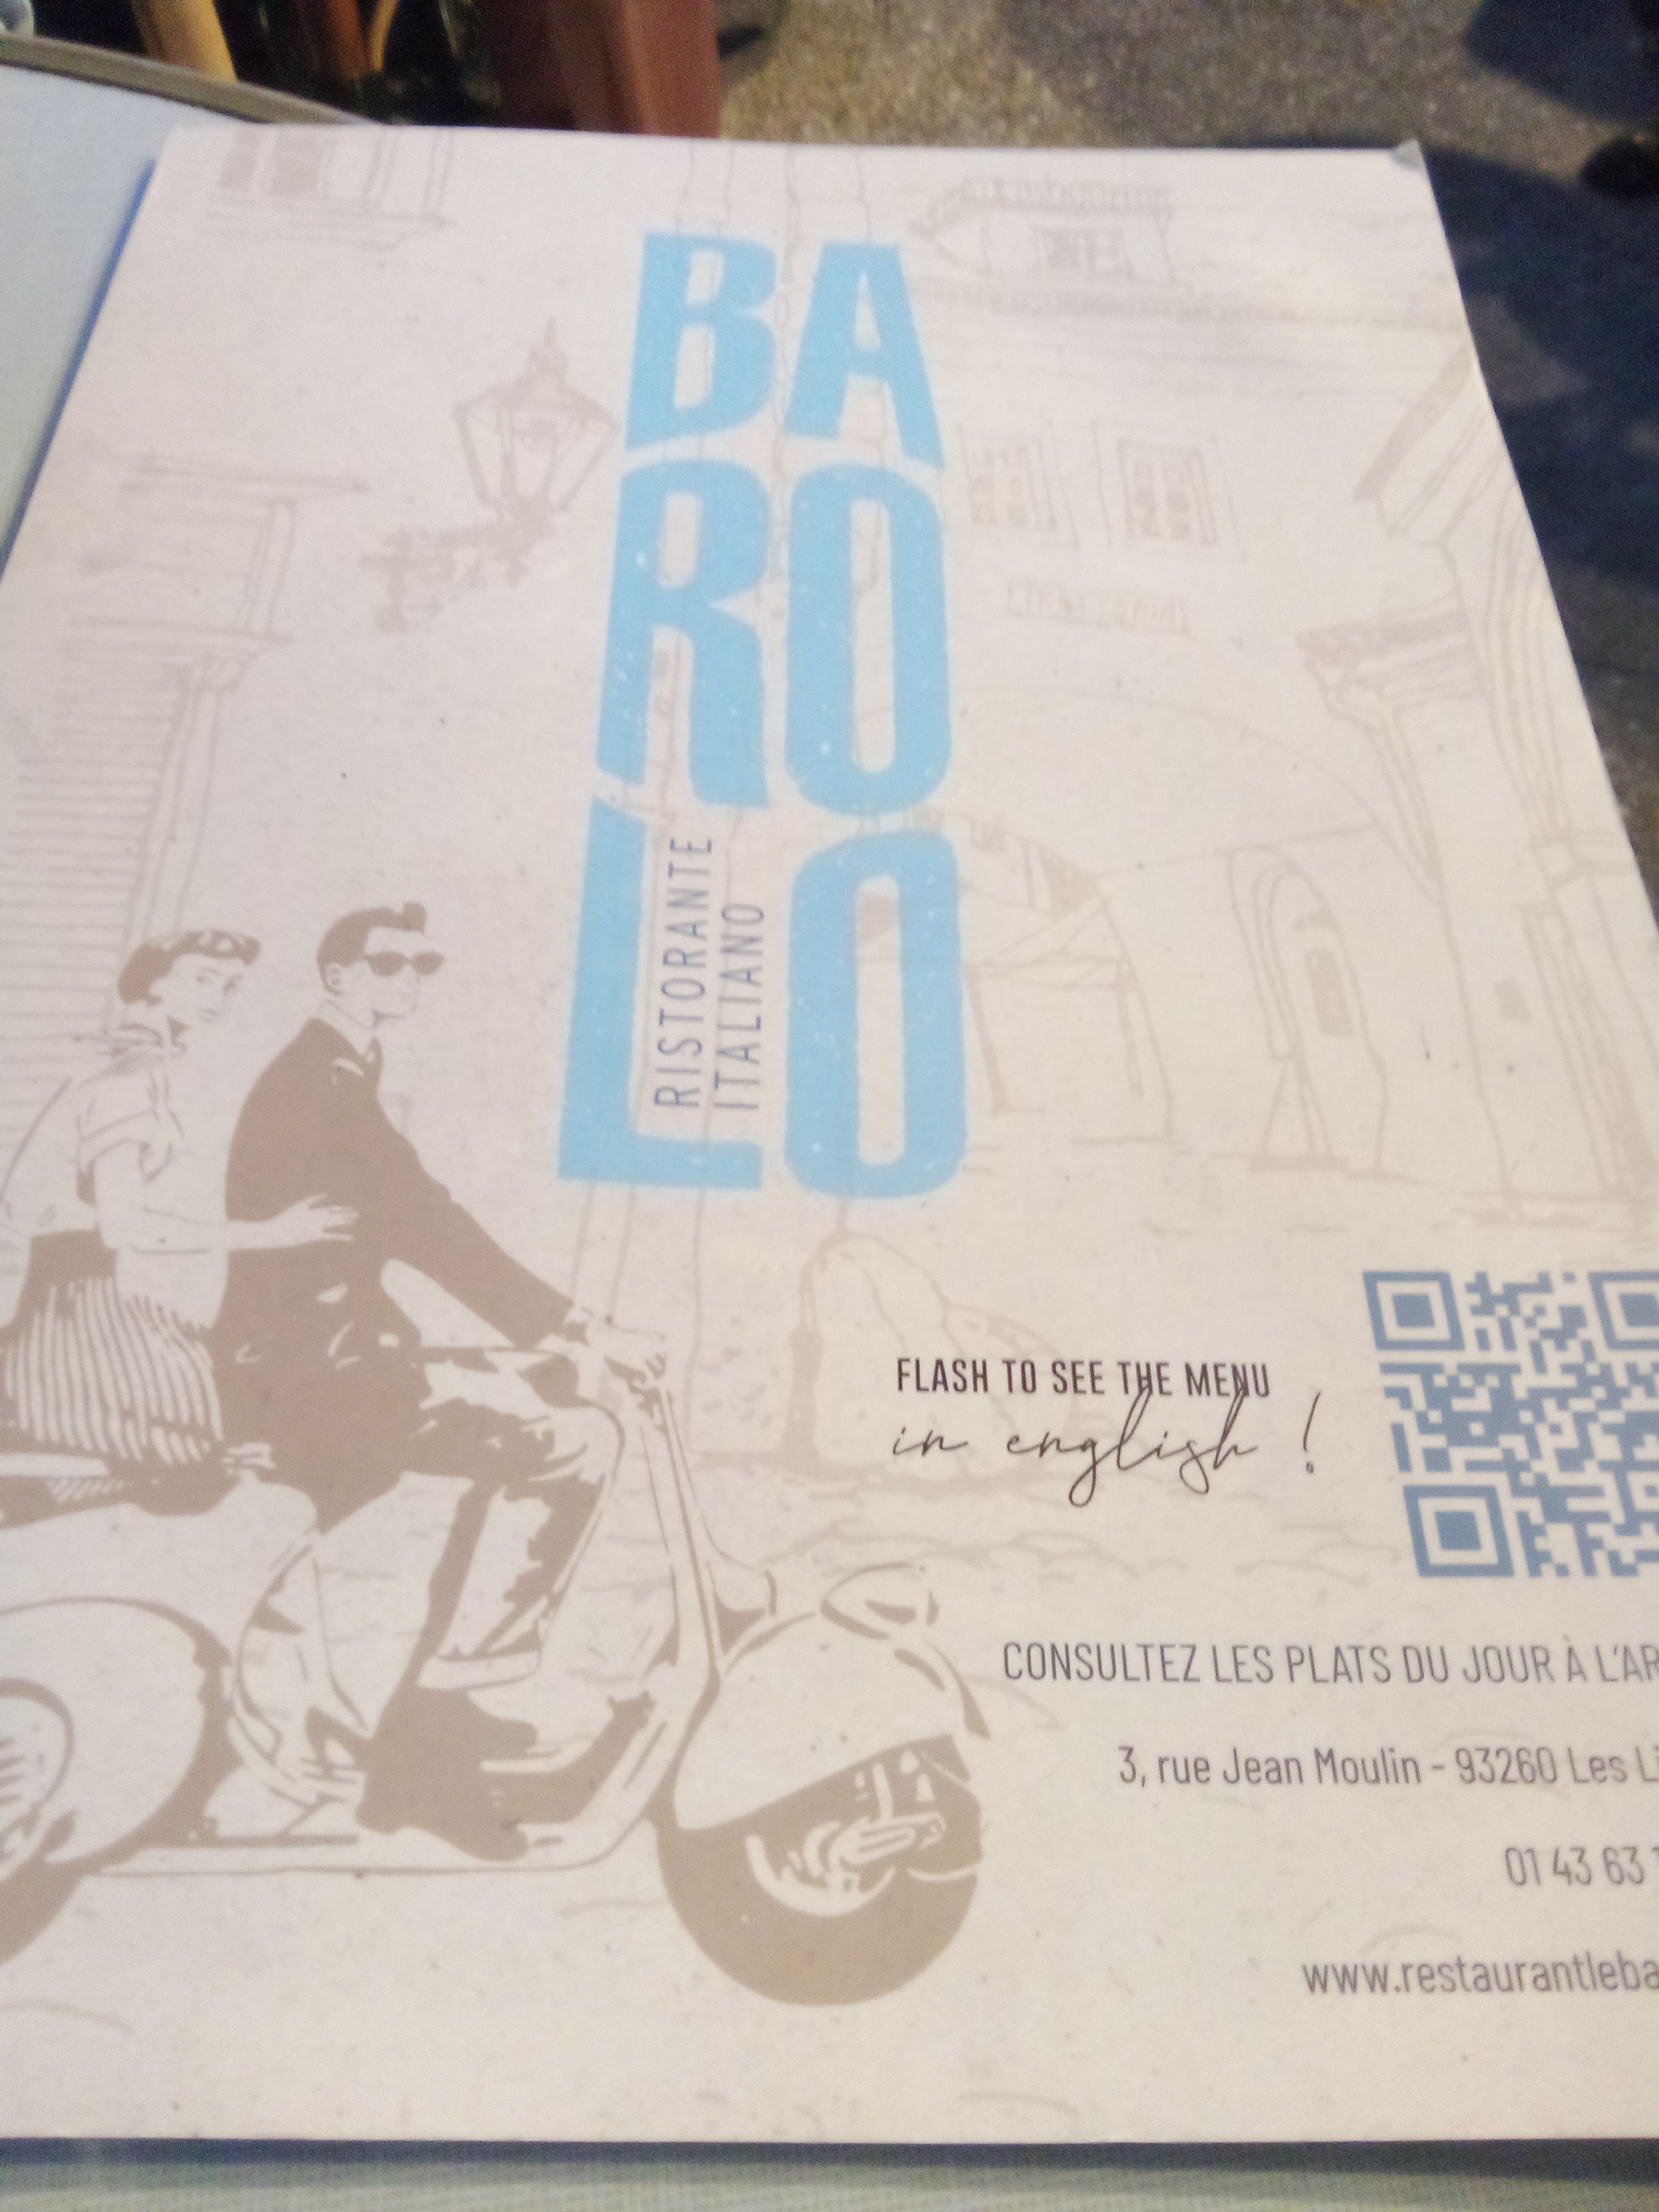 BA
RO
LO
RISTORANTE
ITALIANO
FLASH TO SEE THE MENU
in english !
CONSULTEZ LES PLATS DU JOUR À L'AR
3, rue Jean Moulin - 93260 Les Li
01 43 63
www.restaurantleba